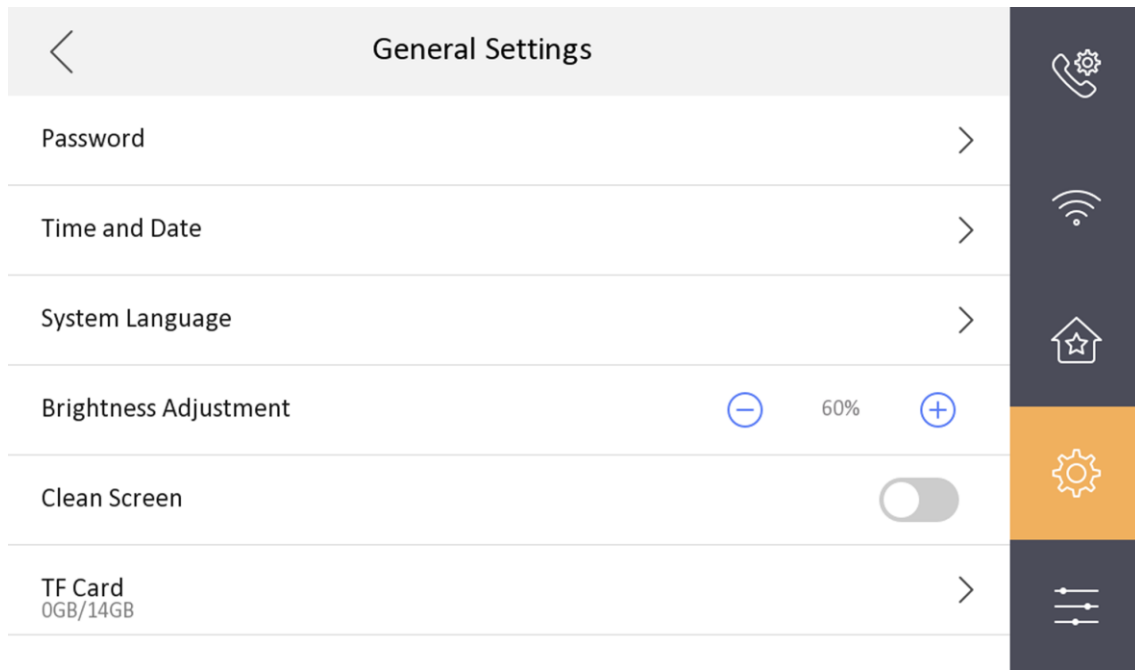 General Settings
Password
Time and Date
System Language
Brightness Adjustment 60%
Clean Screen
TF Card
0GB/14GB